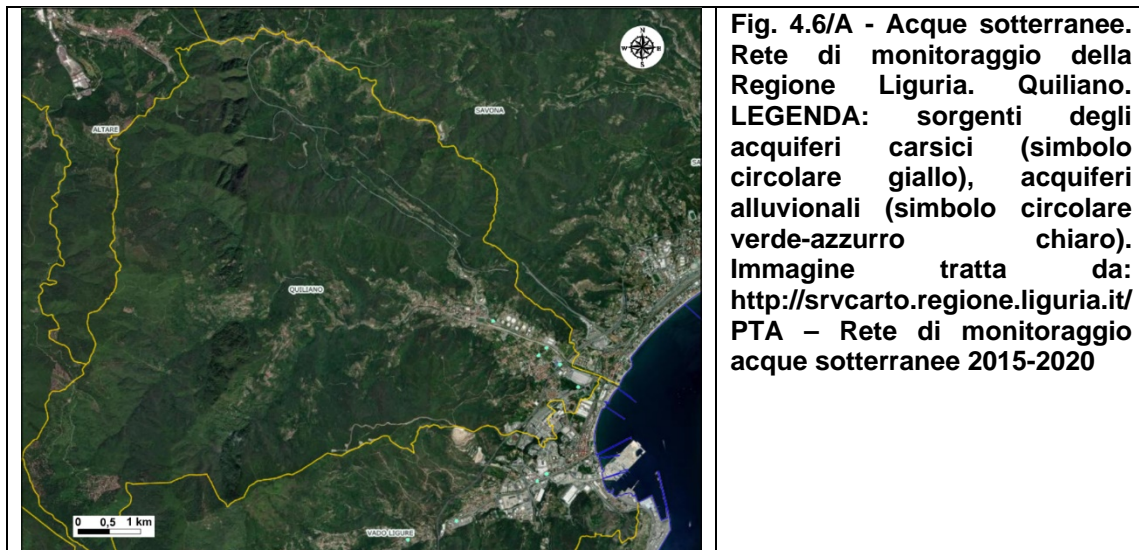 N
W E
S
SAVONA
SA
ALTARE
QUILIANO
0 0,5 1 km
VADO LIGURE
Fig. 4.6/A - Acque sotterranee.
Rete di monitoraggio della
Regione Liguria. Quiliano.
LEGENDA: sorgenti degli
acquiferi carsici (simbolo
circolare giallo), acquiferi
alluvionali (simbolo circolare
verde-azzurro chiaro).
Immagine tratta da:
http://srvcarto.regione.liguria.it/
PTA – Rete di monitoraggio
acque sotterranee 2015-2020